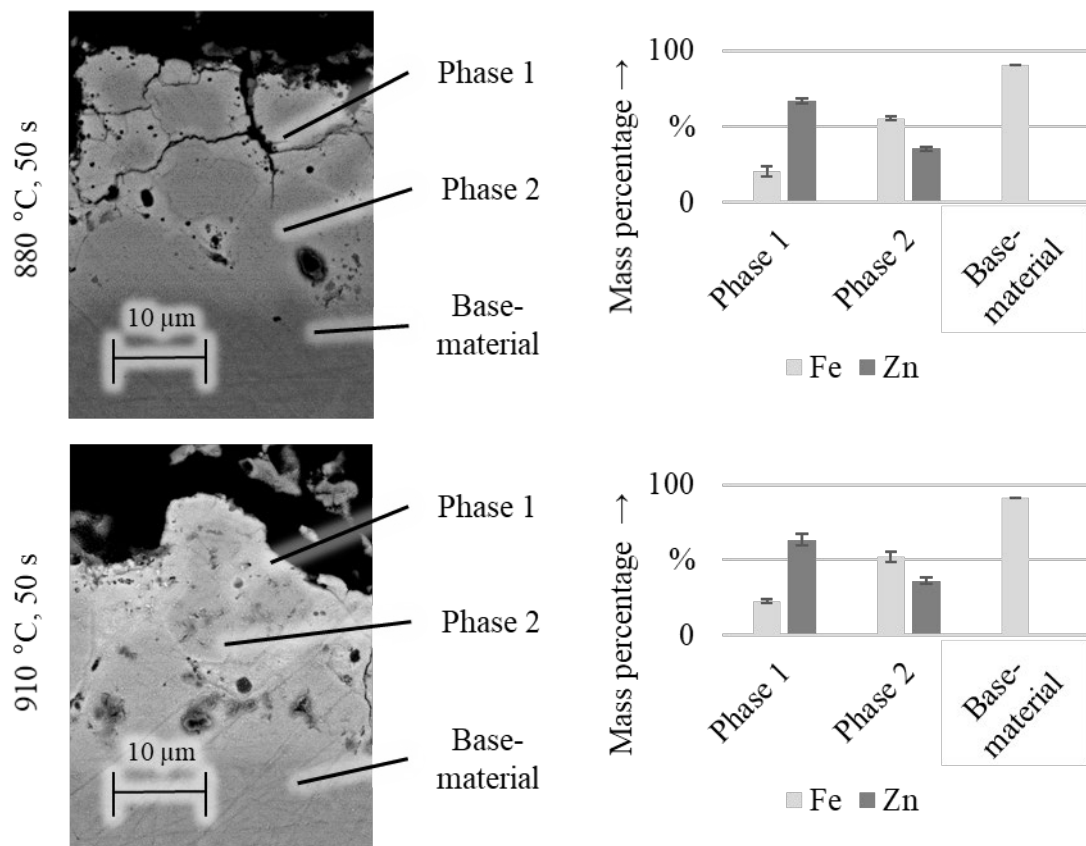 880 °C, 50 s
Phase 1
Phase 2
Base-
material
10 µm
Mass percentage →
100
%
0
Phase 1
Phase 2
Base-
material
Fe
Zn
910 °C, 50 s
Phase 1
Phase 2
Base-
material
10 µm
Mass percentage →
100
%
0
Phase 1
Phase 2
Base-
material
Fe
Zn